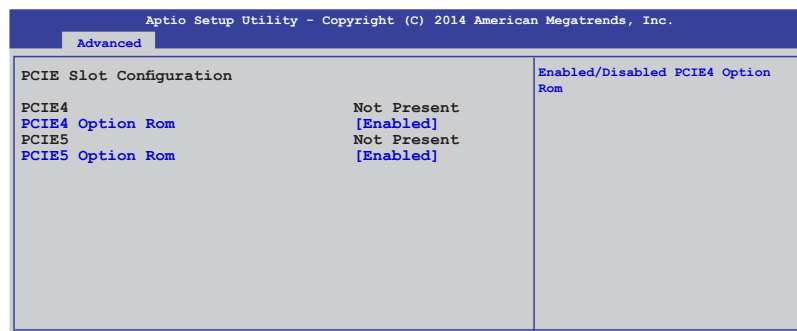 Aptio Setup Utility - Copyright (C) 2014 American Megatrends, Inc.
Advanced
PCIE Slot Configuration
PCIE4 Not Present
PCIE4 Option Rom [Enabled]
PCIE5 Not Present
PCIE5 Option Rom [Enabled]
Enabled/Disabled PCIE4 Option
Rom